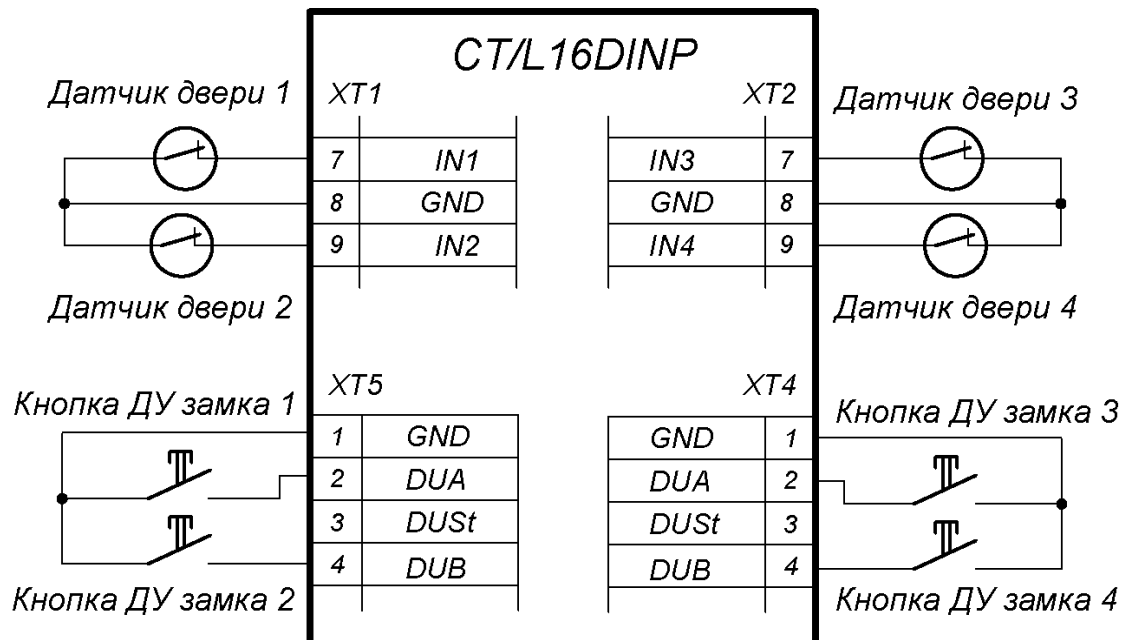 CT/L16DINP
Датчик двери 1
XT1
7 IN1
8 GND
9 IN2
Датчик двери 2
XT2
Датчик двери 3
IN3 7
GND 8
IN4 9
Датчик двери 4
XT5
Кнопка ДУ замка 1
1 GND
2 DUA
3 DUSt
4 DUB
Кнопка ДУ замка 2
XT4
Кнопка ДУ замка 3
GND 1
DUA 2
DUSt 3
DUB 4
Кнопка ДУ замка 4